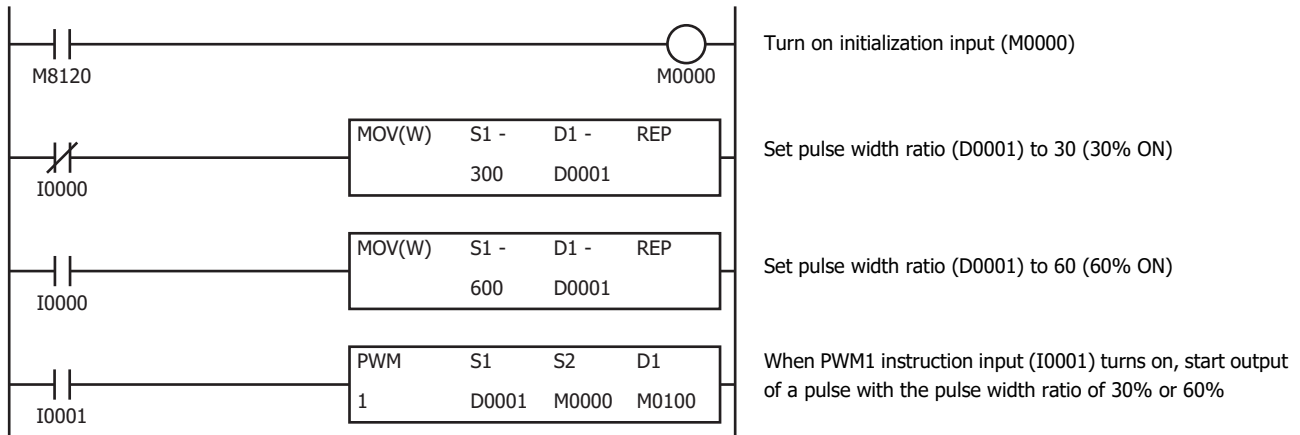 Turn on initialization input (M0000)
M8120 M0000
MOV(W) S1 - D1 - REP
300 D0001
Set pulse width ratio (D0001) to 30 (30% ON)
I0000
MOV(W) S1 - D1 - REP
600 D0001
Set pulse width ratio (D0001) to 60 (60% ON)
I0000
PWM S1 S2 D1
1 D0001 M0000 M0100
When PWM1 instruction input (I0001) turns on, start output
of a pulse with the pulse width ratio of 30% or 60%
I0001